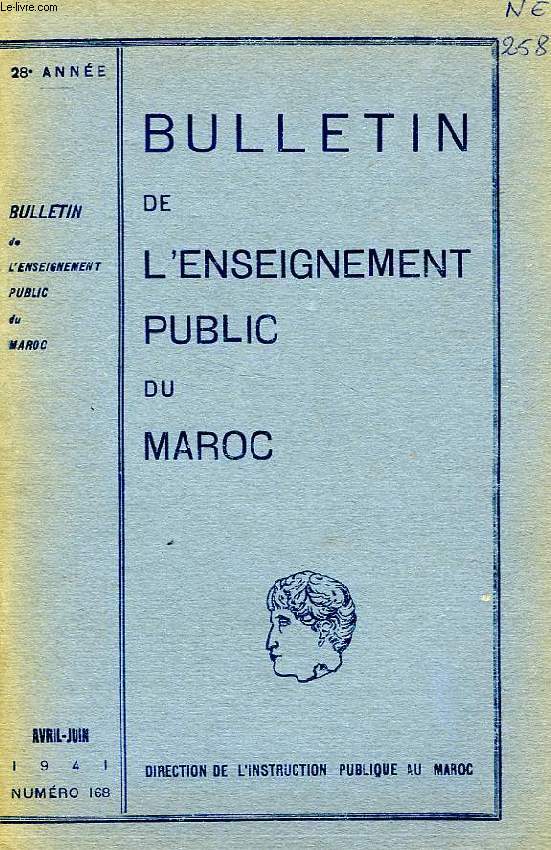 Le-livre.com
NE
258
28e ANNÉE
BULLETIN
de
L'ENSEIGNEMENT
PUBLIC
du
MAROC
AVRIL-JUIN
1941
NUMÉRO 168
BULLETIN
DE
L'ENSEIGNEMENT
PUBLIC
DU
MAROC
DIRECTION DE L'INSTRUCTION PUBLIQUE AU MAROC